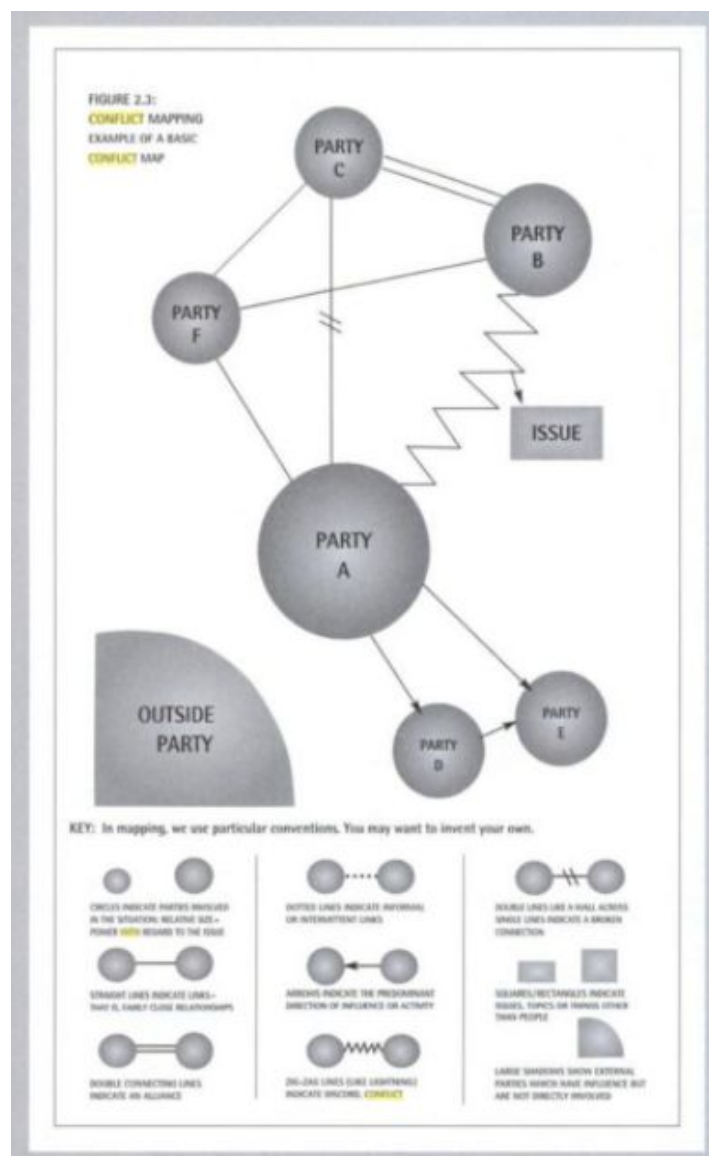 FIGURE 2.3:
CONFLICT MAPPING
EXAMPLE OF A BASIC
CONFLICT MAP
PARTY
C
PARTY
B
PARTY
F
ISSUE
PARTY
A
OUTSIDE
PARTY
PARTY
D
PARTY
E
KEY: In mapping, we use particular conventions. You may want to invent your own.
CIRCLES INDICATE PARTIES INVOLVED
IN THE SITUATION: RELATIVE SIZE=
POWER WITH REGARD TO THE ISSUE
STRAIGHT LINES INDICATE LINKS-
THAT IS, FAIRLY CLOSE RELATIONSHIPS
DOUBLE CONNECTING LINES
INDICATE AN ALLIANCE
DOTTED LINES INDICATE INFORMAL
OR INTERMITTENT LINKS
ARROWS INDICATE THE PREDOMINANT
DIRECTION OF INFLUENCE OR ACTIVITY
ZIG-ZAG LINES (LIKE LIGHTNING)
INDICATE DISCORD, CONFLICT
DOUBLE LINES LIKE A WALL ACROSS
SINGLE LINES INDICATE A BROKEN
CONNECTION
SQUARES/RECTANGLES INDICATE
ISSUES, TOPICS OR THINGS OTHER
THAN PEOPLE
LARGE SHADOWS SHOW EXTERNAL
PARTIES WHICH HAVE INFLUENCE BUT
ARE NOT DIRECTLY INVOLVED